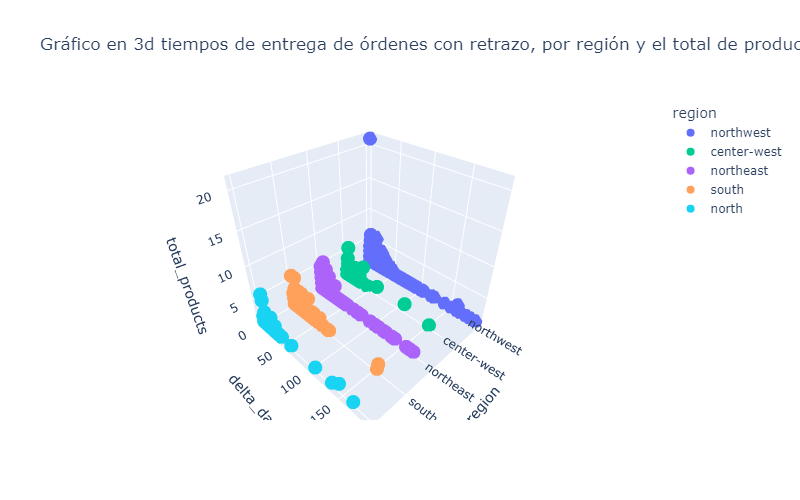 Gráfico en 3d tiempos de entrega de órdenes con retrazo, por región y el total de produc
region
northwest
center-west
northeast
south
north
20
15
10
5
0
total_products
50
100
150
delta_da
northwest
center-west
northeast
south
region